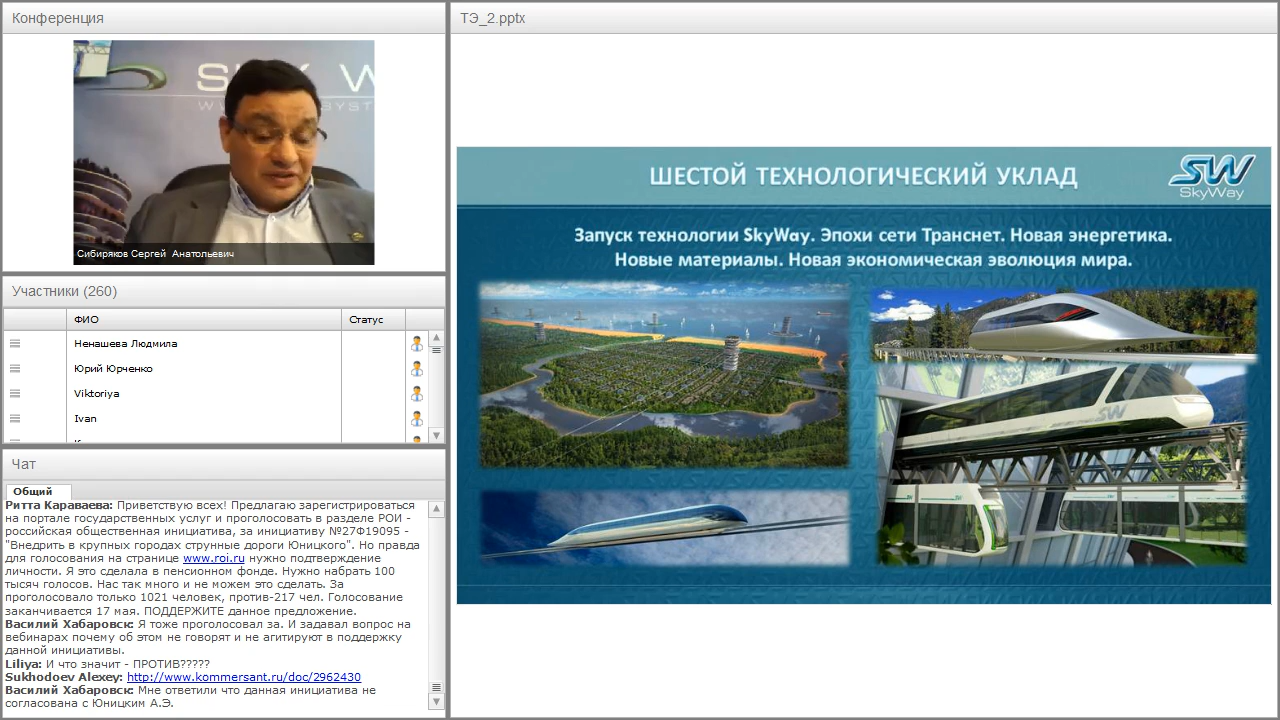 Конференция
SKY W
Сибиряков Сергей Анатольевич
Участники (260)
ФИО
Статус
Ненашева Людмила
Юрий Юрченко
Viktoriya
Ivan
Чат
Общий
Ритта Караваева: Приветствую всех! Предлагаю зарегистрироваться
на портале государственных услуг и проголосовать в разделе РОИ -
российская общественная инициатива, за инициативу №27Ф19095 -
"Внедрить в крупных городах струнные дороги Юницкого". Но правда
для голосования на странице www.roi.ru нужно подтверждение
личности. Я это сделала в пенсионном фонде. Нужно набрать 100
тысяч голосов. Нас так много и не можем это сделать. За
проголосовало только 1021 человек, против-217 чел. Голосование
заканчивается 17 мая. ПОДДЕРЖИТЕ данное предложение.
Василий Хабаровск: Я тоже проголосовал за. И задавал вопрос на
вебинарах почему об этом не говорят и не агитируют в поддержку
данной инициативы.
Liliya: И что значит - ПРОТИВ?????
Sukhodoev Alexey: http://www.kommersant.ru/doc/2962430
Василий Хабаровск: Мне ответили что данная инициатива не
согласована с Юницким А.Э.
ТЭ_2.pptx
ШЕСТОЙ ТЕХНОЛОГИЧЕСКИЙ УКЛАД
SW
SkyWay
Запуск технологии SkyWay. Эпохи сети Транснет. Новая энергетика.
Новые материалы. Новая экономическая эволюция мира.
SW